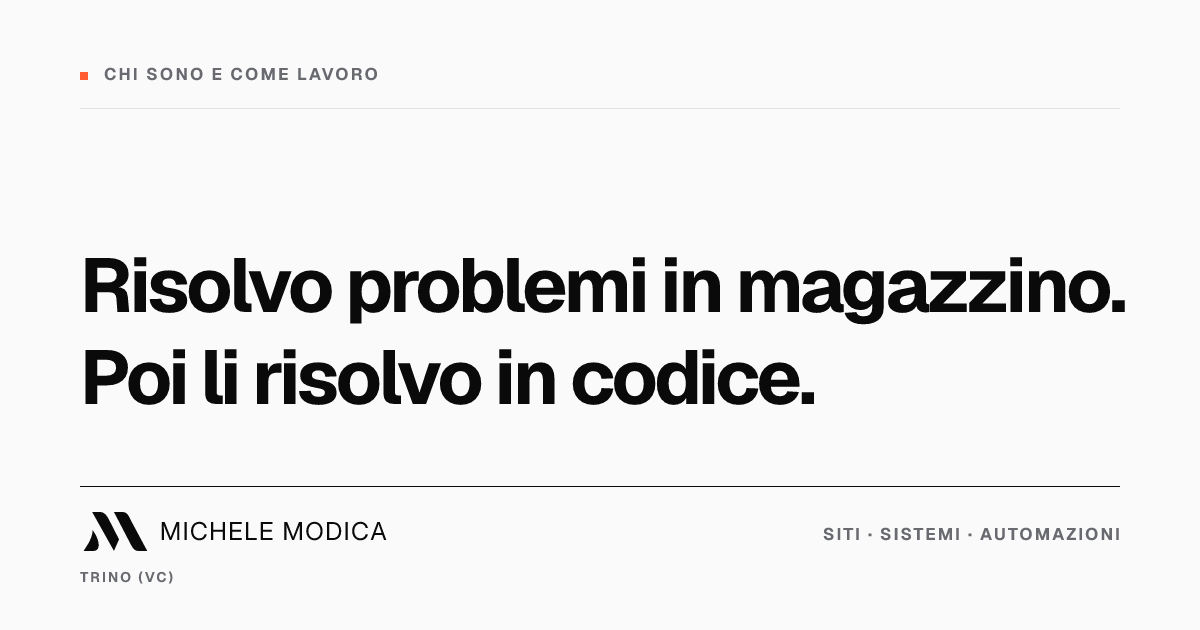 CHI SONO E COME LAVORO
Risolvo problemi in magazzino.
Poi li risolvo in codice.
MICHELE MODICA
SITI · SISTEMI · AUTOMAZIONI
TRINO (VC)